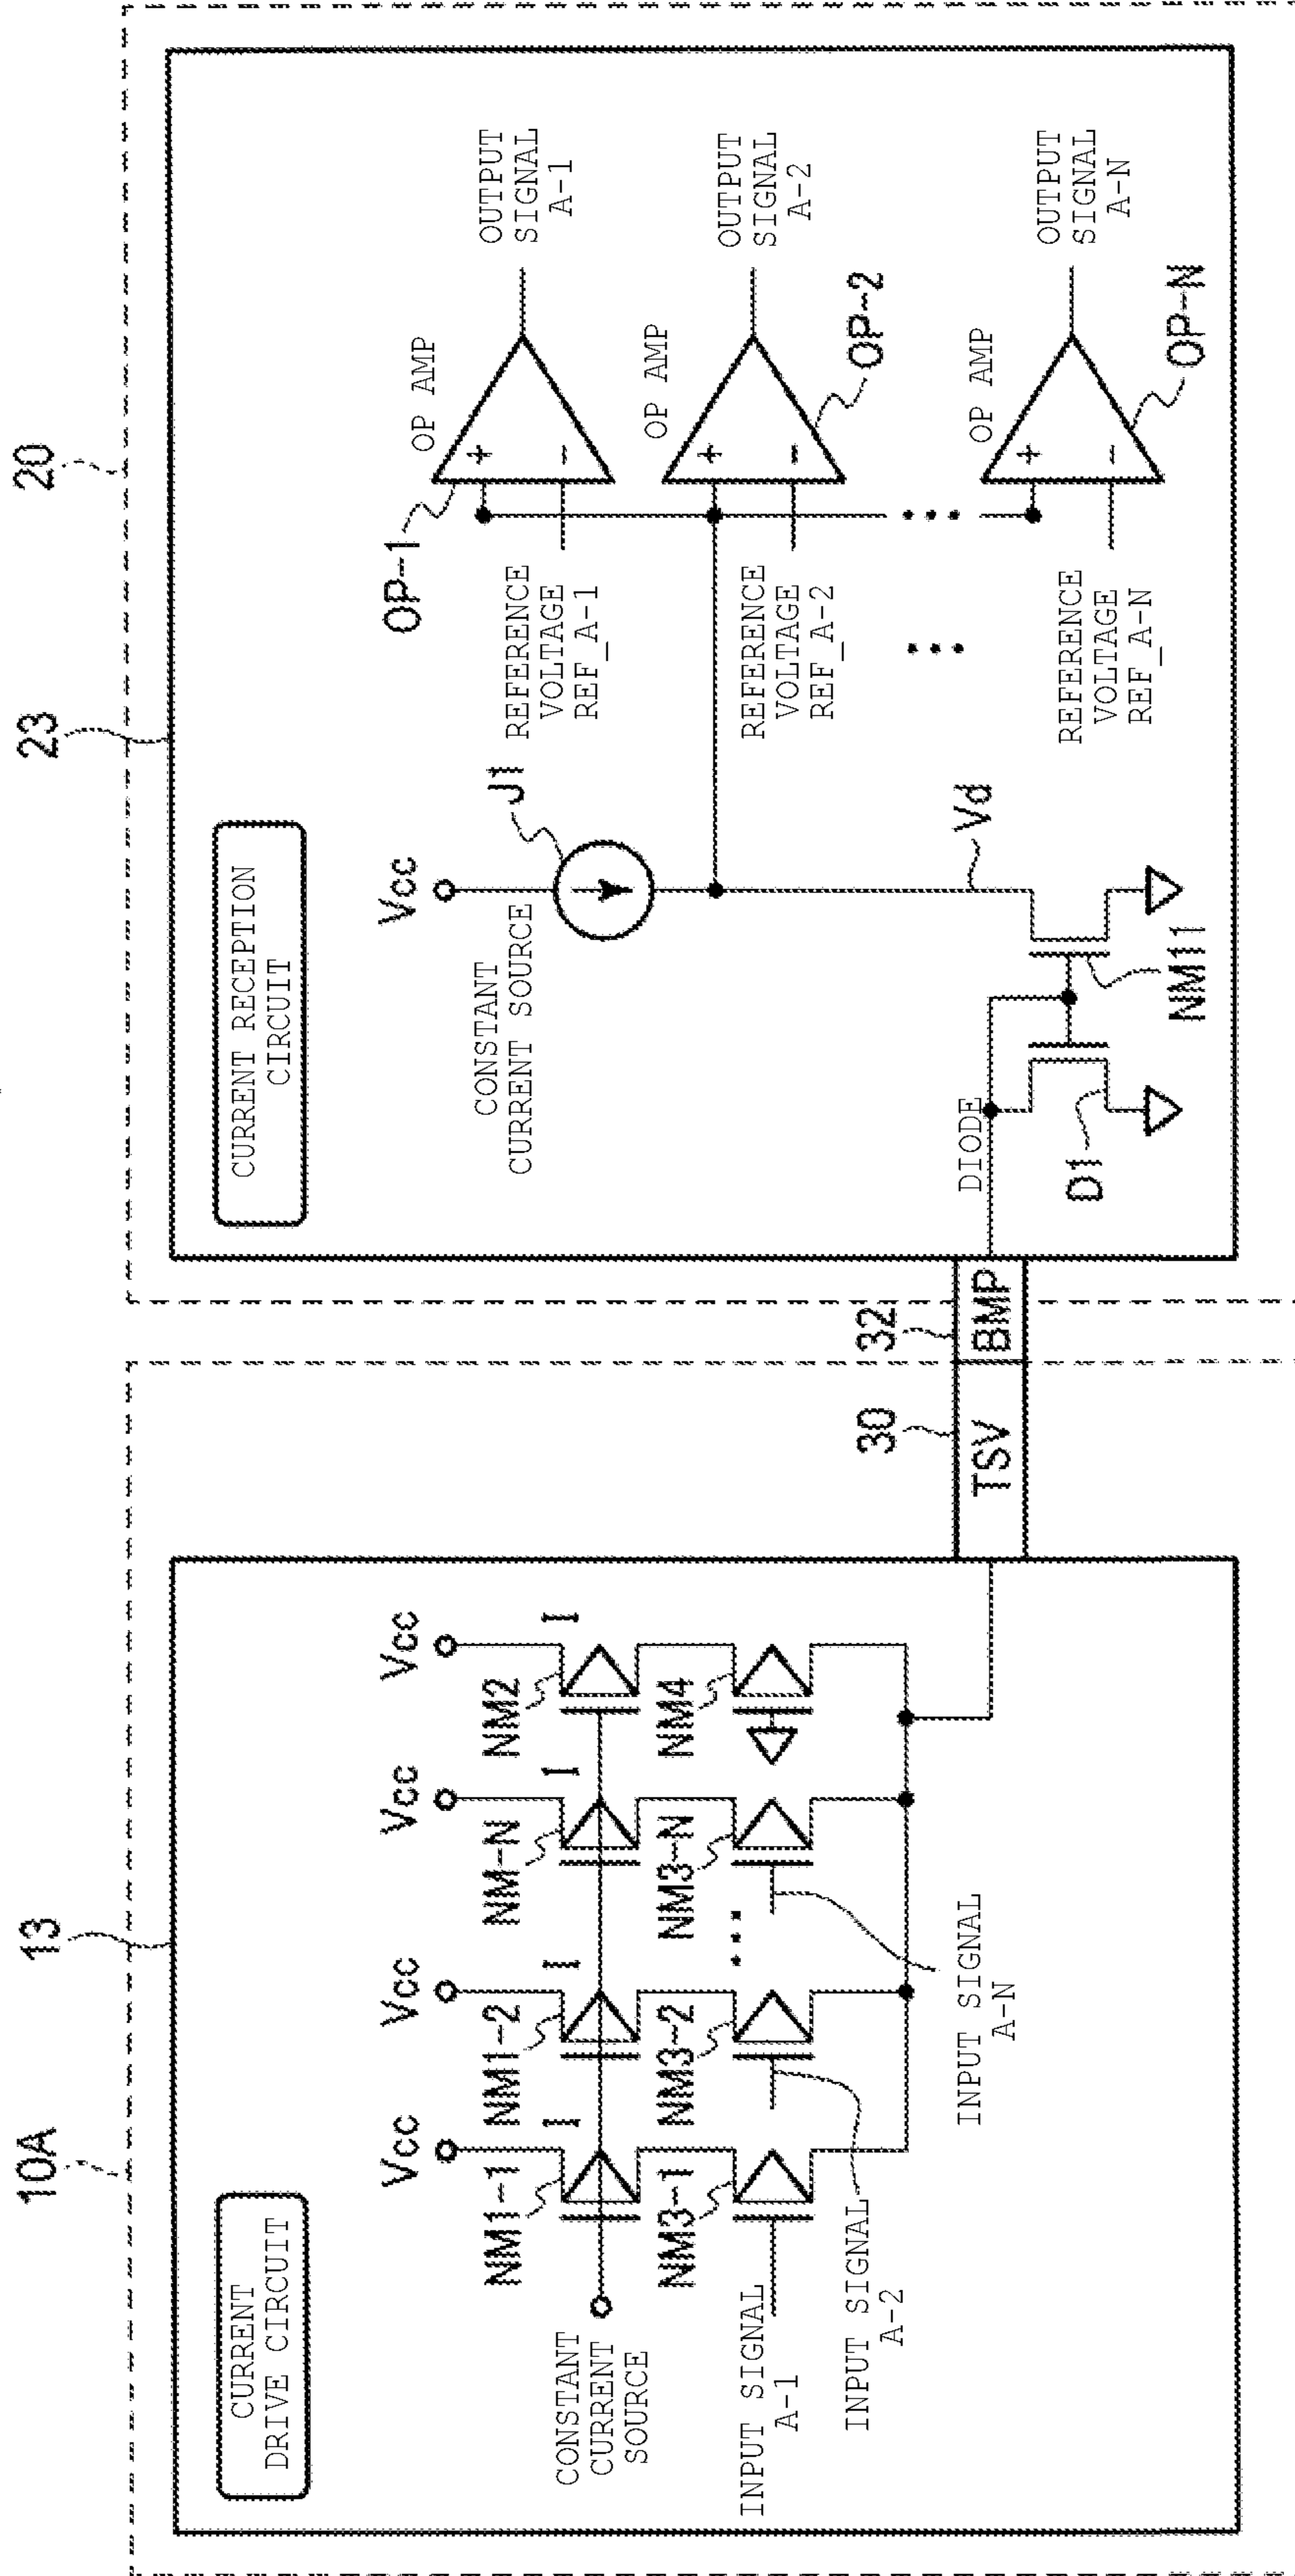 10A
13
CURRENT
DRIVE CIRCUIT
Vcc
Vcc
Vcc
Vcc
NM1-1
I
NM1-2
I
NM-N
I
NM2
I
CONSTANT
CURRENT
SOURCE
NM3-1
NM3-2
...
NM3-N
NM4
INPUT SIGNAL
A-1
INPUT SIGNAL
A-2
INPUT SIGNAL
A-N
30
TSV
32
BMP
20
23
CURRENT RECEPTION
CIRCUIT
Vcc
J1
CONSTANT
CURRENT SOURCE
Vd
DIODE
D1
NM11
OP-1
OP AMP
+
-
REFERENCE
VOLTAGE
REF_A-1
OUTPUT
SIGNAL
A-1
OP AMP
+
-
OP-2
REFERENCE
VOLTAGE
REF_A-2
OUTPUT
SIGNAL
A-2
...
...
OP AMP
+
-
OP-N
REFERENCE
VOLTAGE
REF_A-N
OUTPUT
SIGNAL
A-N